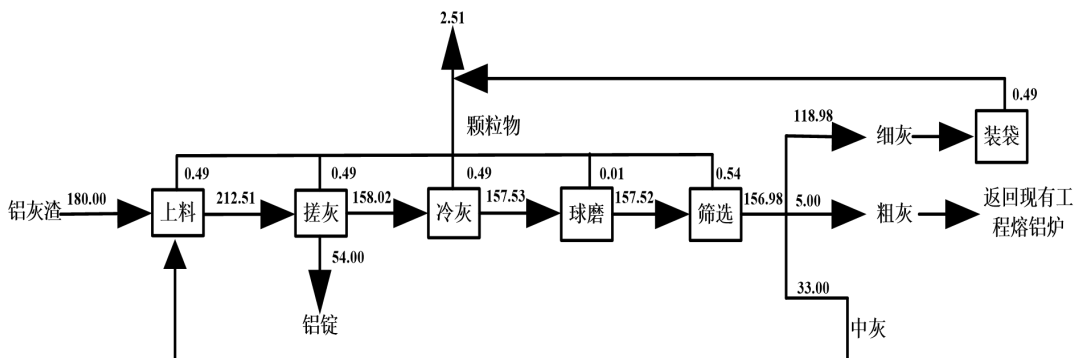 2.51
颗粒物
0.49
118.98
细灰
装袋
0.49
0.49
0.49
0.01
0.54
铝灰渣
180.00
上料
212.51
搓灰
158.02
冷灰
157.53
球磨
157.52
筛选
156.98
5.00
粗灰
返回现有工
程熔铝炉
54.00
铝锭
33.00
中灰